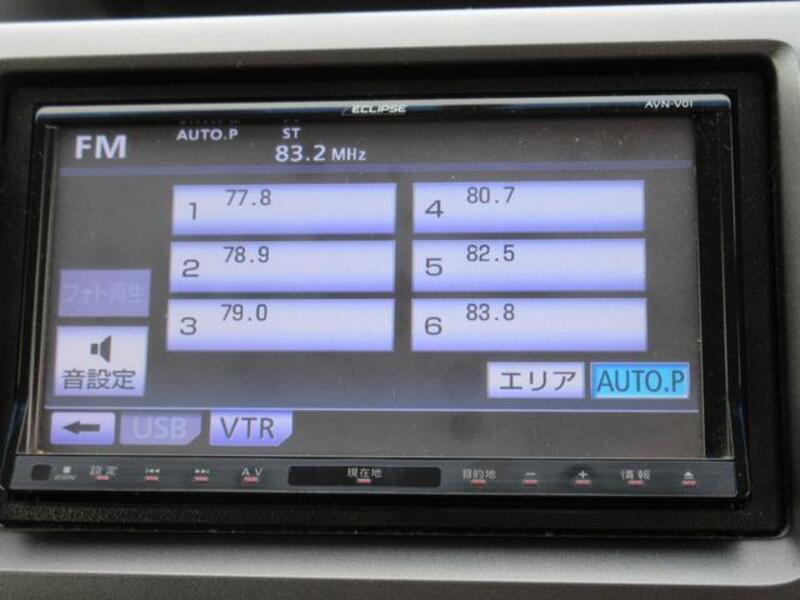 ECLIPSE AVN-V01
FM AUTO.P ST
83.2 MHz
1 77.8
4 80.7
2 78.9
5 82.5
3 79.0
6 83.8
フォト再生
音設定
エリア AUTO.P
USB VTR
設定 AV 現在地 目的地 − + 情報